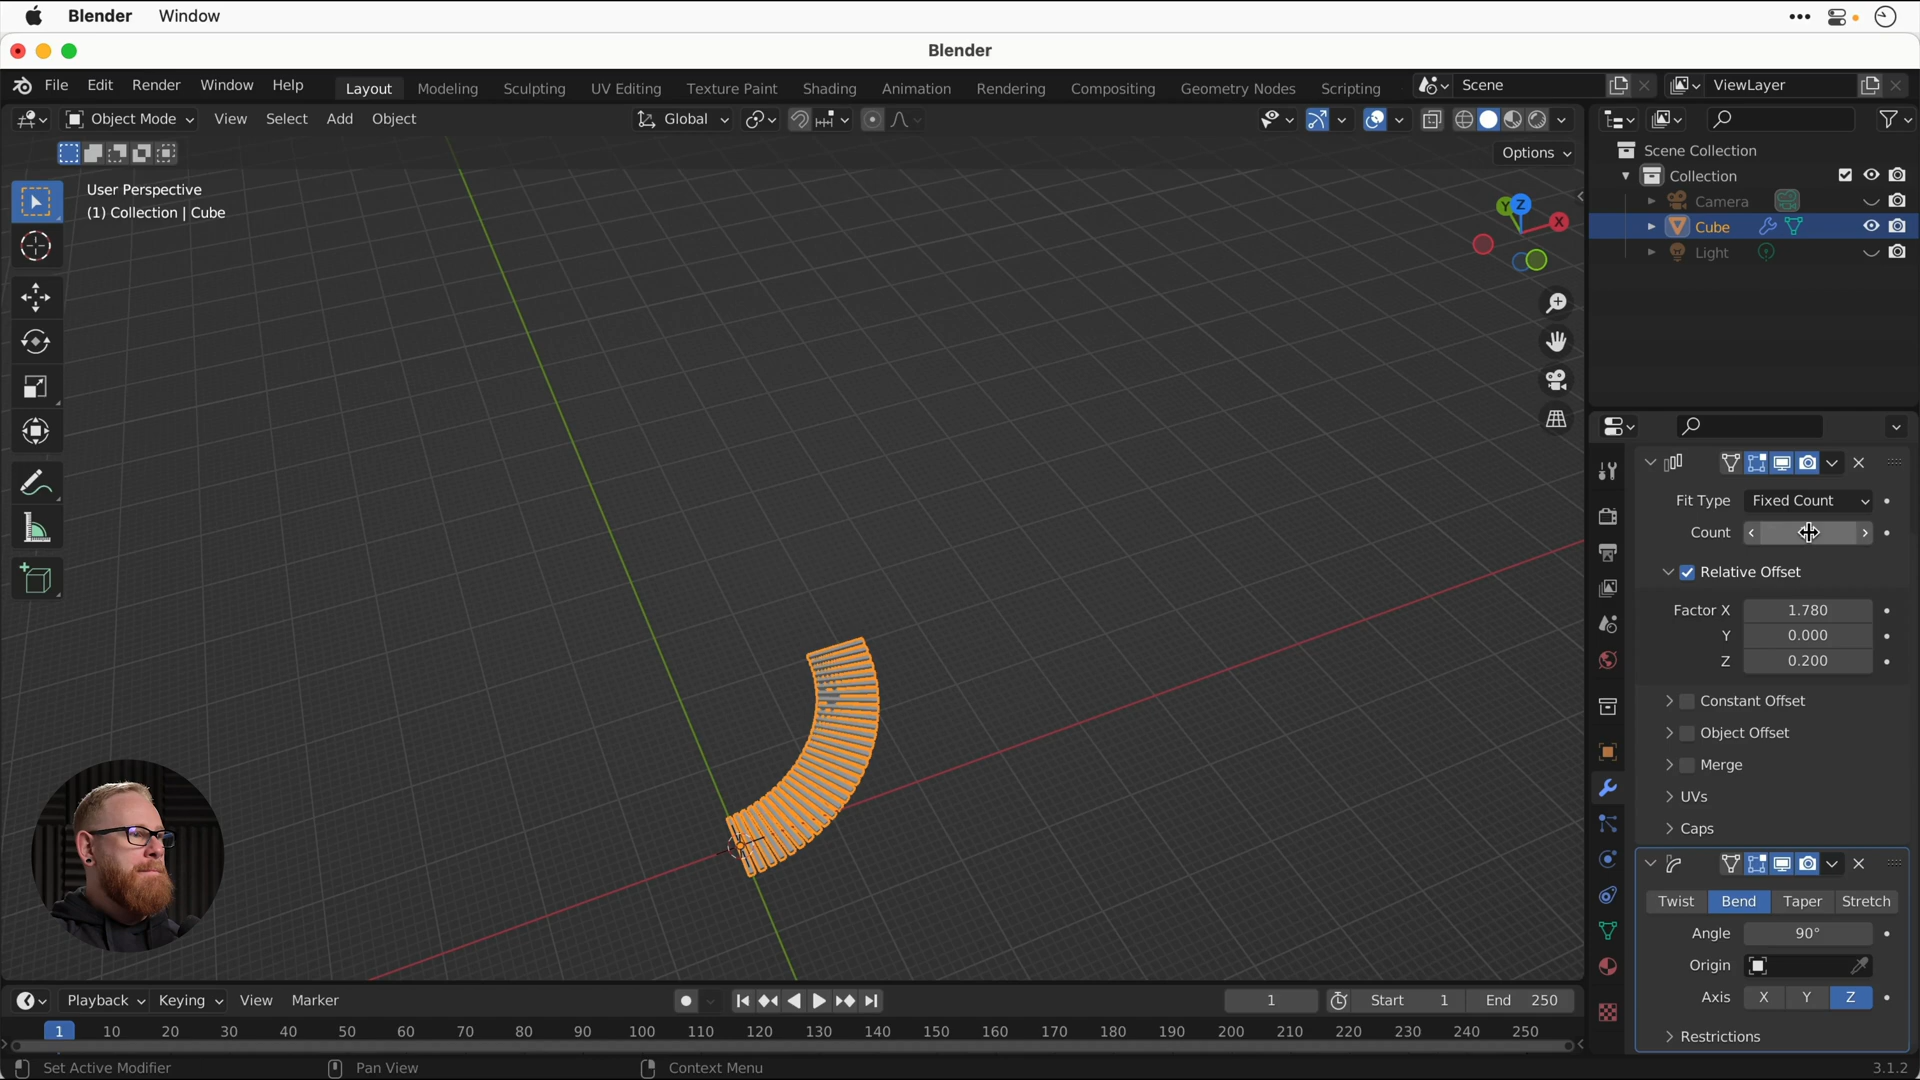 Blender Window
Blender
File Edit Render Window Help Layout Modeling Sculpting UV Editing Texture Paint Shading Animation Rendering Compositing Geometry Nodes Scripting Scene ViewLayer
Object Mode View Select Add Object Global
Options
User Perspective
(1) Collection | Cube
Z
Y
X
Scene Collection
Collection
Camera
Cube
Light
Fit Type Fixed Count
Count
Relative Offset
Factor X 1.780
Y 0.000
Z 0.200
Constant Offset
Object Offset
Merge
UVs
Caps
Twist Bend Taper Stretch
Angle 90°
Origin
Axis X Y Z
Restrictions
Playback Keying View Marker 1 Start 1 End 250
1 10 20 30 40 50 60 70 80 90 100 110 120 130 140 150 160 170 180 190 200 210 220 230 240 250
Set Active Modifier Pan View Context Menu 3.1.2